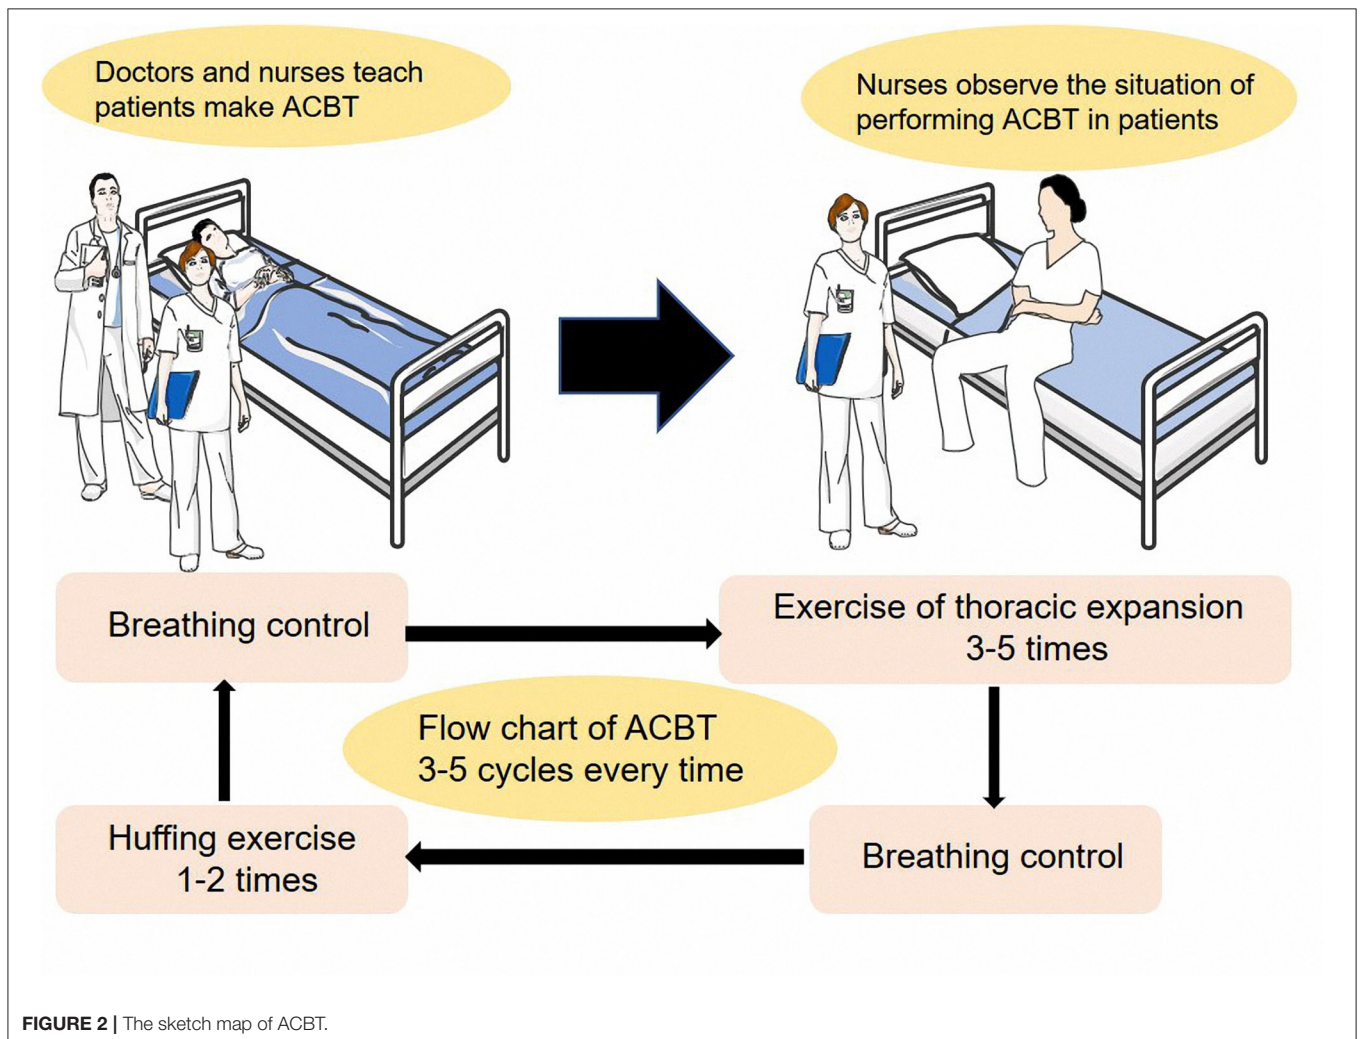 Doctors and nurses teach
patients make ACBT
Nurses observe the situation of
performing ACBT in patients
Breathing control
Exercise of thoracic expansion
3-5 times
Flow chart of ACBT
3-5 cycles every time
Huffing exercise
1-2 times
Breathing control
FIGURE 2 | The sketch map of ACBT.